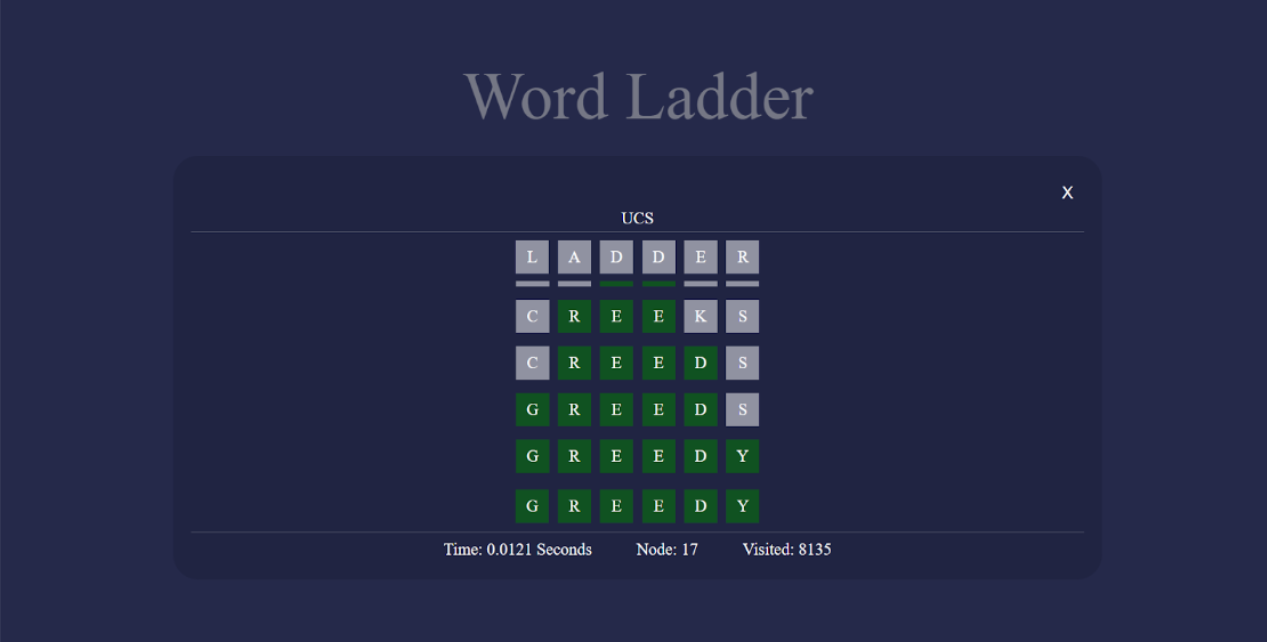 Word Ladder
X
UCS
L A D D E R
C R E E K S
C R E E D S
G R E E D S
G R E E D Y
G R E E D Y
Time: 0.0121 Seconds Node: 17 Visited: 8135